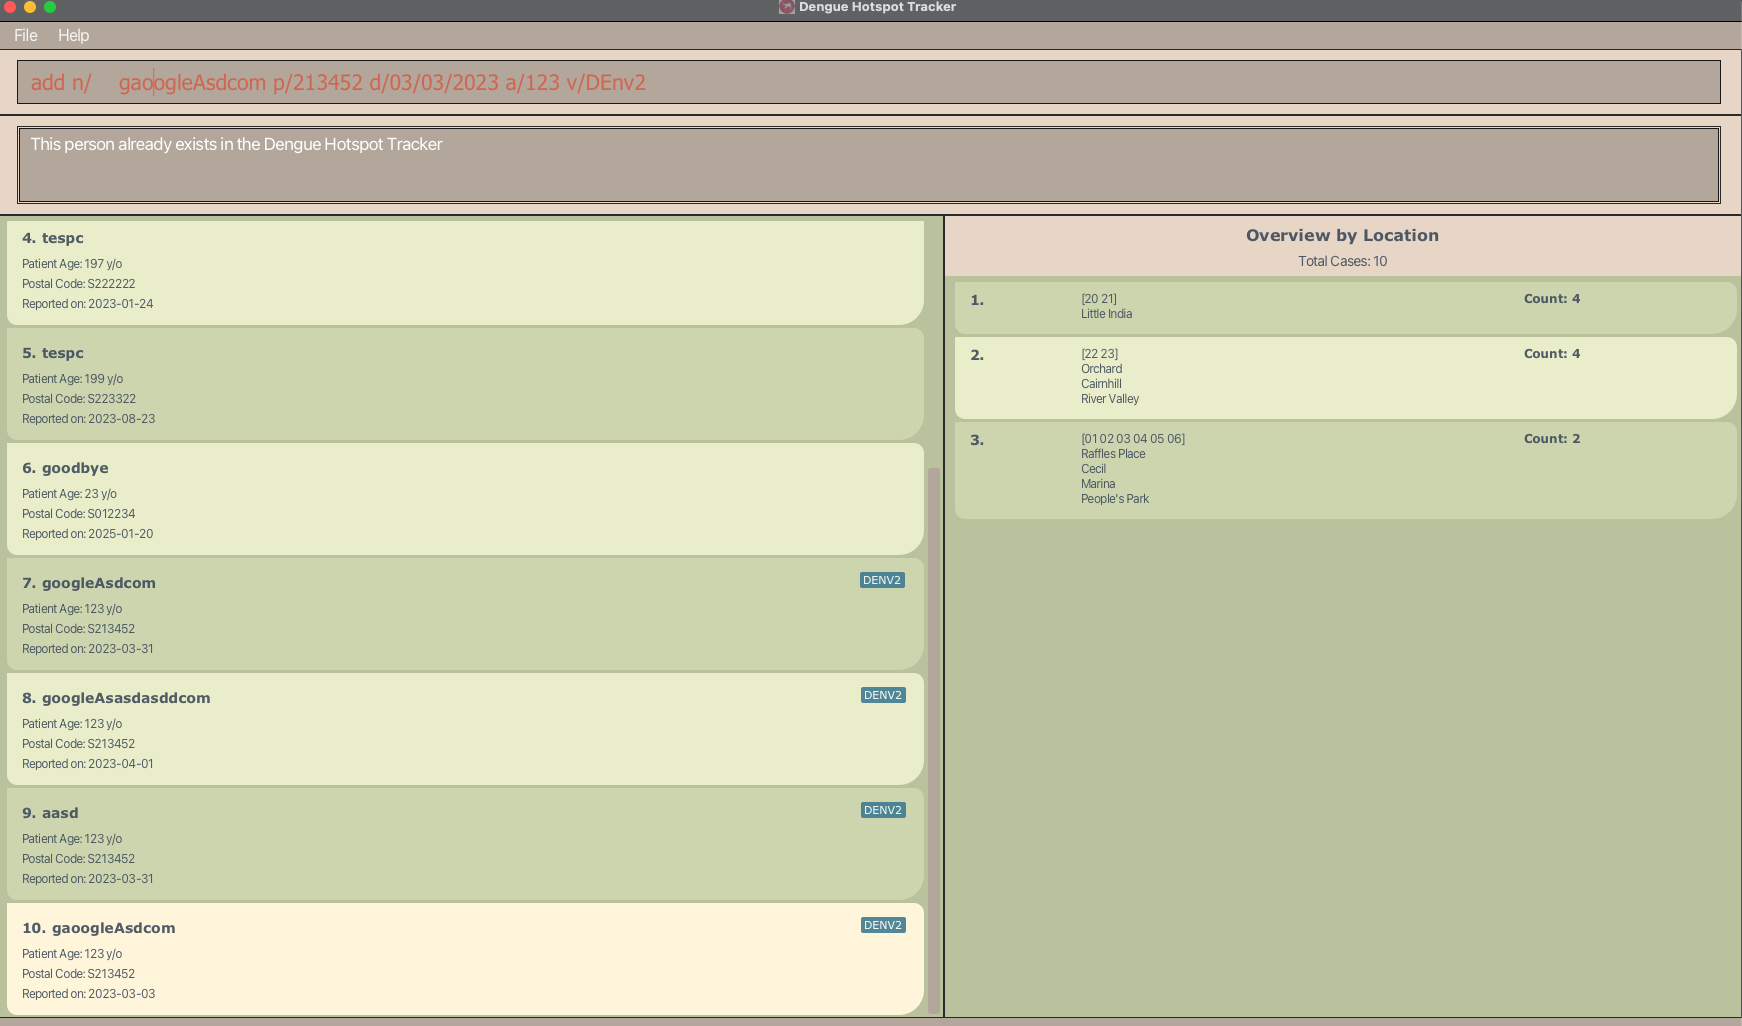 Dengue Hotspot Tracker
File Help
add n/    gaoogleAsdcom p/213452 d/03/03/2023 a/123 v/DEnv2
This person already exists in the Dengue Hotspot Tracker
4. tespc
Patient Age: 197 y/o
Postal Code: S222222
Reported on: 2023-01-24
5. tespc
Patient Age: 199 y/o
Postal Code: S223322
Reported on: 2023-08-23
6. goodbye
Patient Age: 23 y/o
Postal Code: S012234
Reported on: 2025-01-20
7. googleAsdcom
DENV2
Patient Age: 123 y/o
Postal Code: S213452
Reported on: 2023-03-31
8. googleAsasdasddcom
DENV2
Patient Age: 123 y/o
Postal Code: S213452
Reported on: 2023-04-01
9. aasd
DENV2
Patient Age: 123 y/o
Postal Code: S213452
Reported on: 2023-03-31
10. gaoogleAsdcom
DENV2
Patient Age: 123 y/o
Postal Code: S213452
Reported on: 2023-03-03
Overview by Location
Total Cases: 10
1. [20 21] Count: 4
Little India
2. [22 23] Count: 4
Orchard
Cairnhill
River Valley
3. [01 02 03 04 05 06] Count: 2
Raffles Place
Cecil
Marina
People's Park